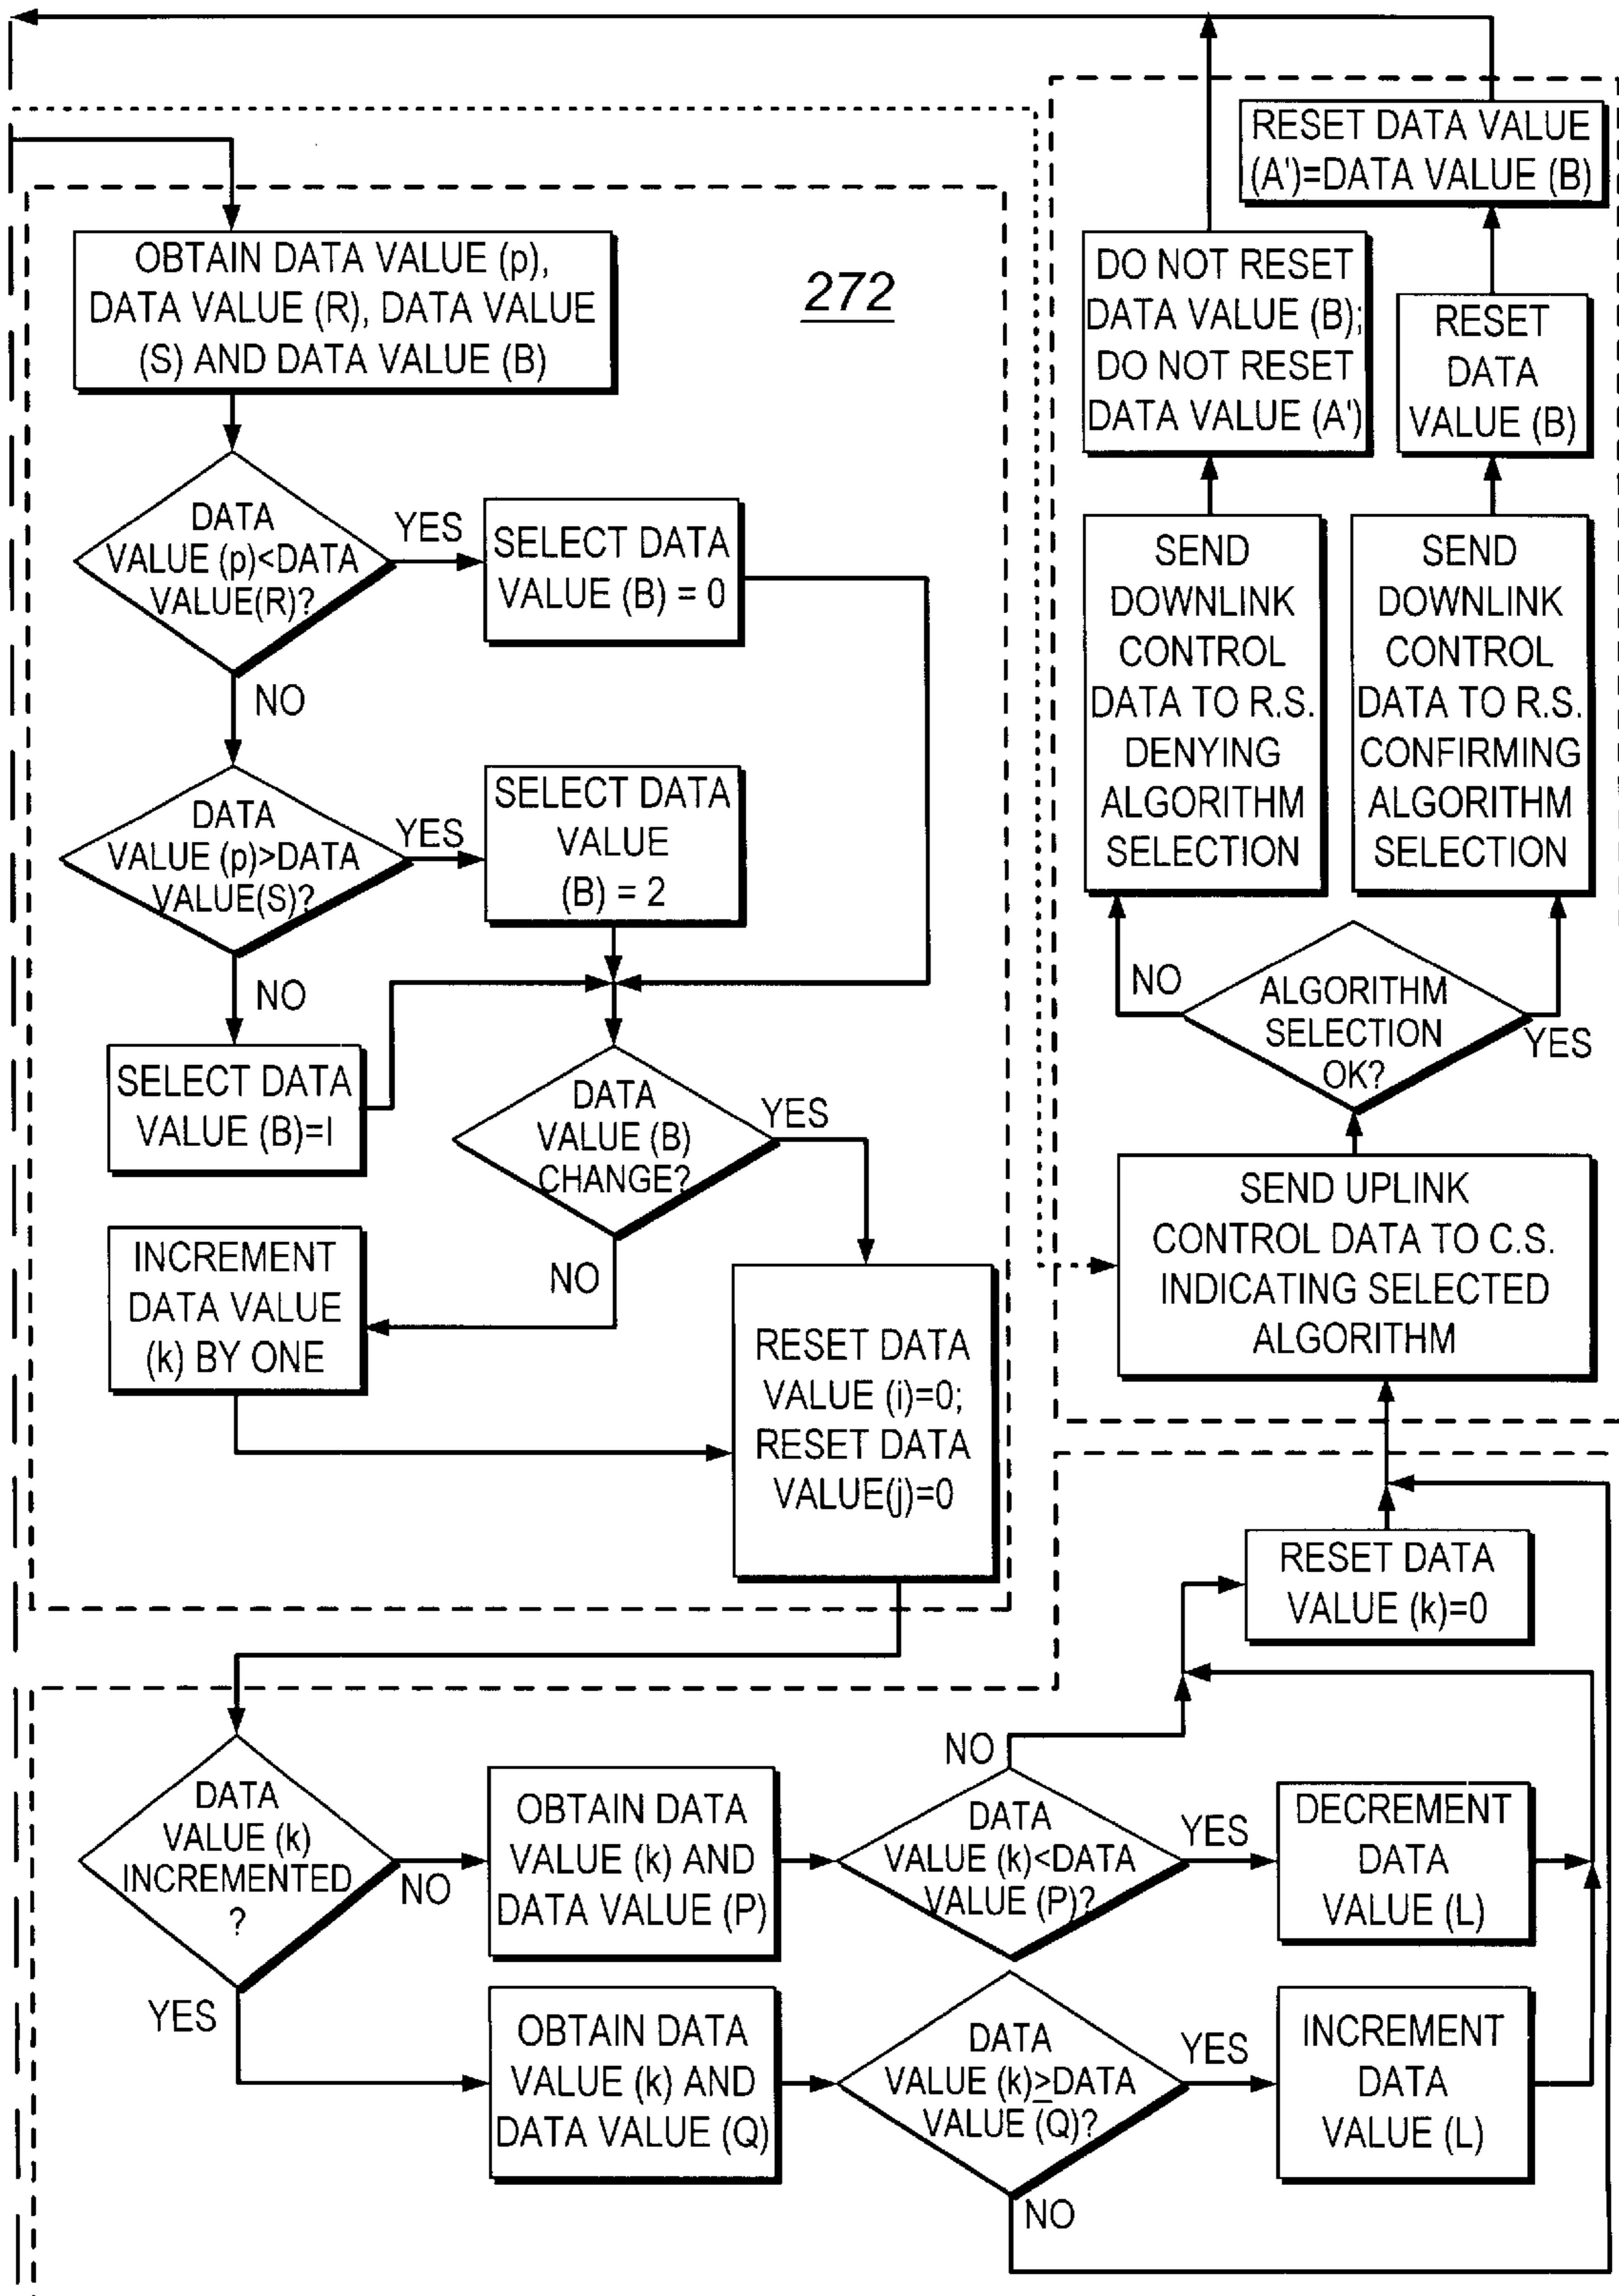 OBTAIN DATA VALUE (p),
DATA VALUE (R), DATA VALUE
(S) AND DATA VALUE (B)
272
DATA
VALUE (p)<DATA
VALUE(R)?
YES
SELECT DATA
VALUE (B) = 0
NO
DATA
VALUE (p)>DATA
VALUE(S)?
YES
SELECT DATA
VALUE
(B) = 2
NO
SELECT DATA
VALUE (B)=I
DATA
VALUE (B)
CHANGE?
YES
NO
INCREMENT
DATA VALUE
(k) BY ONE
RESET DATA
VALUE (i)=0;
RESET DATA
VALUE(j)=0
RESET DATA VALUE
(A')=DATA VALUE (B)
DO NOT RESET
DATA VALUE (B);
DO NOT RESET
DATA VALUE (A')
RESET
DATA
VALUE (B)
SEND
DOWNLINK
CONTROL
DATA TO R.S.
DENYING
ALGORITHM
SELECTION
SEND
DOWNLINK
CONTROL
DATA TO R.S.
CONFIRMING
ALGORITHM
SELECTION
NO
ALGORITHM
SELECTION
OK?
YES
SEND UPLINK
CONTROL DATA TO C.S.
INDICATING SELECTED
ALGORITHM
RESET DATA
VALUE (k)=0
DATA
VALUE (k)
INCREMENTED
?
NO
OBTAIN DATA
VALUE (k) AND
DATA VALUE (P)
NO
DATA
VALUE (k)<DATA
VALUE (P)?
YES
DECREMENT
DATA
VALUE (L)
YES
OBTAIN DATA
VALUE (k) AND
DATA VALUE (Q)
DATA
VALUE (k)≥DATA
VALUE (Q)?
YES
INCREMENT
DATA
VALUE (L)
NO